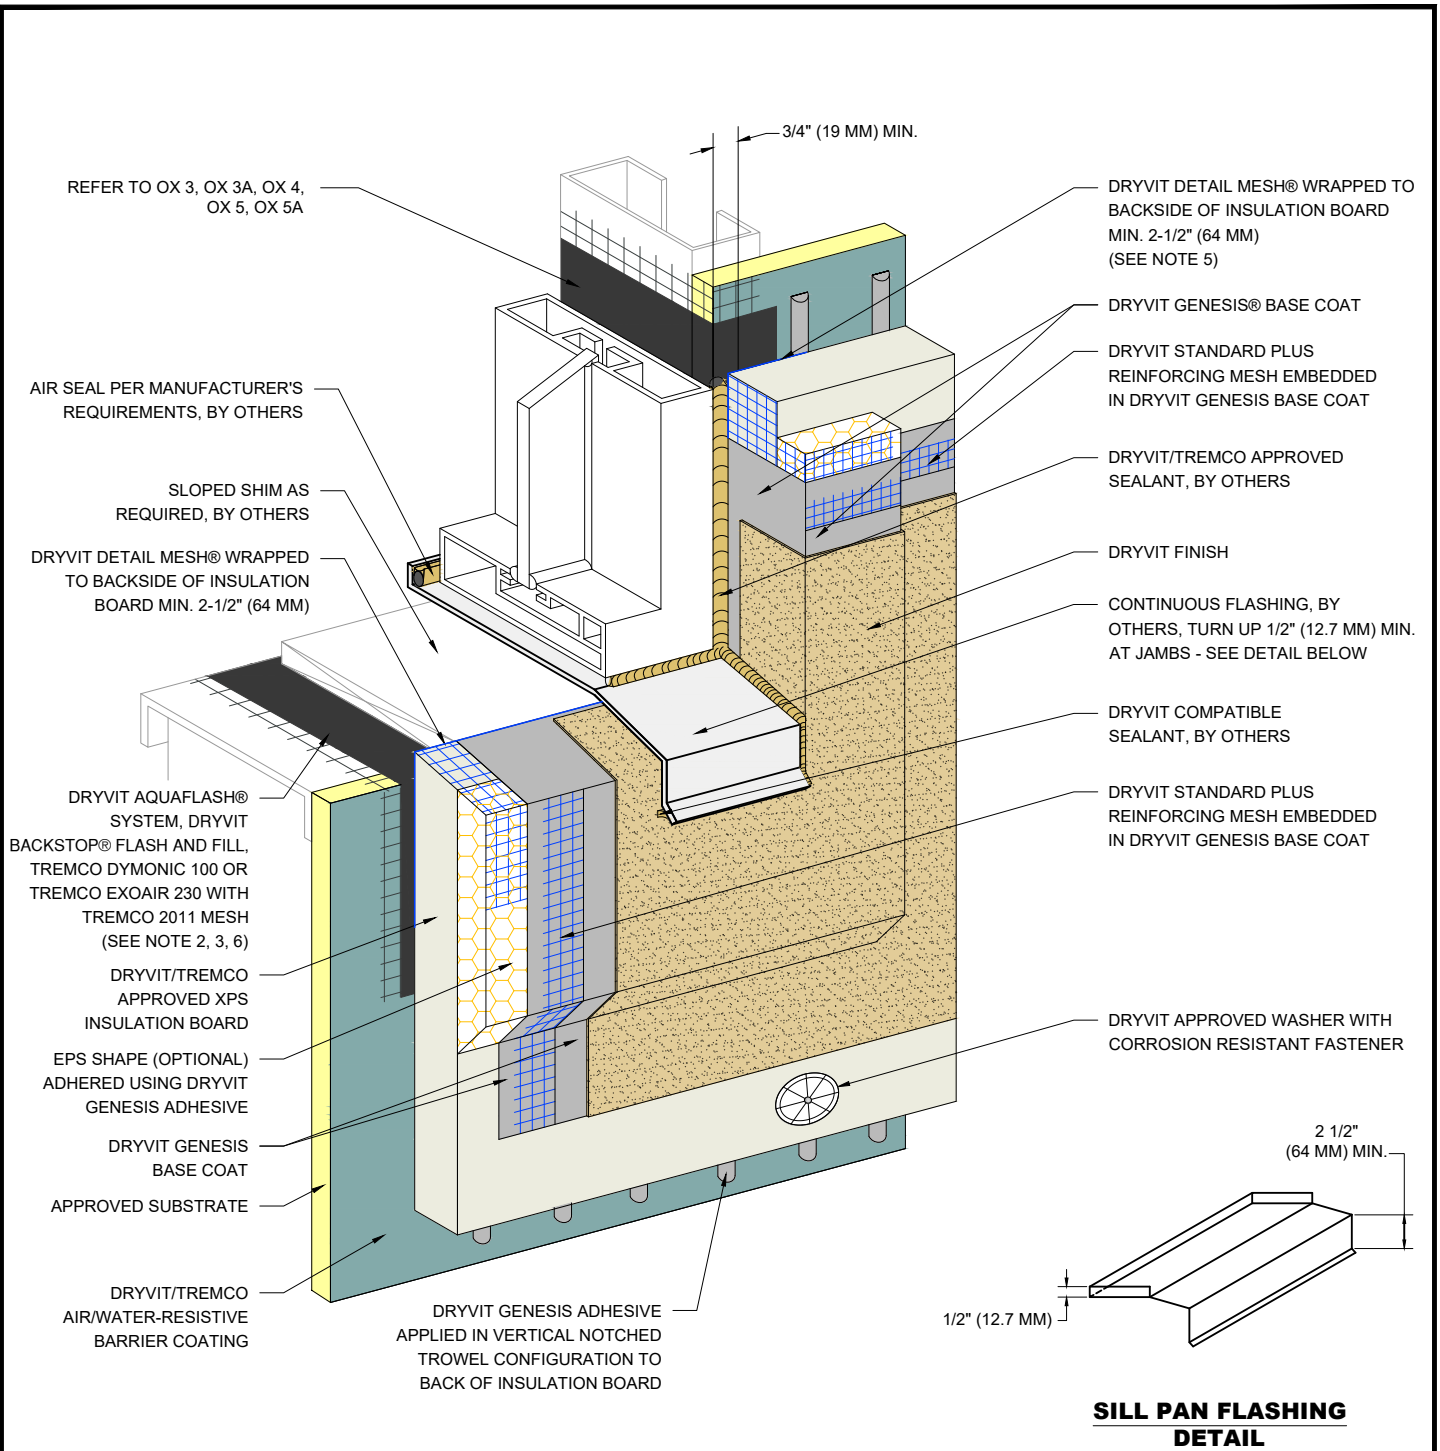 3/4" (19 MM) MIN.
REFER TO OX 3, OX 3A, OX 4,
OX 5, OX 5A
AIR SEAL PER MANUFACTURER'S
REQUIREMENTS, BY OTHERS
SLOPED SHIM AS
REQUIRED, BY OTHERS
DRYVIT DETAIL MESH® WRAPPED
TO BACKSIDE OF INSULATION
BOARD MIN. 2-1/2" (64 MM)
DRYVIT AQUAFLASH®
SYSTEM, DRYVIT
BACKSTOP® FLASH AND FILL,
TREMCO DYMONIC 100 OR
TREMCO EXOAIR 230 WITH
TREMCO 2011 MESH
(SEE NOTE 2, 3, 6)
DRYVIT/TREMCO
APPROVED XPS
INSULATION BOARD
EPS SHAPE (OPTIONAL)
ADHERED USING DRYVIT
GENESIS ADHESIVE
DRYVIT GENESIS
BASE COAT
APPROVED SUBSTRATE
DRYVIT/TREMCO
AIR/WATER-RESISTIVE
BARRIER COATING
DRYVIT GENESIS ADHESIVE
APPLIED IN VERTICAL NOTCHED
TROWEL CONFIGURATION TO
BACK OF INSULATION BOARD
DRYVIT DETAIL MESH® WRAPPED TO
BACKSIDE OF INSULATION BOARD
MIN. 2-1/2" (64 MM)
(SEE NOTE 5)
DRYVIT GENESIS® BASE COAT
DRYVIT STANDARD PLUS
REINFORCING MESH EMBEDDED
IN DRYVIT GENESIS BASE COAT
DRYVIT/TREMCO APPROVED
SEALANT, BY OTHERS
DRYVIT FINISH
CONTINUOUS FLASHING, BY
OTHERS, TURN UP 1/2" (12.7 MM) MIN.
AT JAMBS - SEE DETAIL BELOW
DRYVIT COMPATIBLE
SEALANT, BY OTHERS
DRYVIT STANDARD PLUS
REINFORCING MESH EMBEDDED
IN DRYVIT GENESIS BASE COAT
DRYVIT APPROVED WASHER WITH
CORROSION RESISTANT FASTENER
2 1/2"
(64 MM) MIN.
1/2" (12.7 MM)
SILL PAN FLASHING
DETAIL